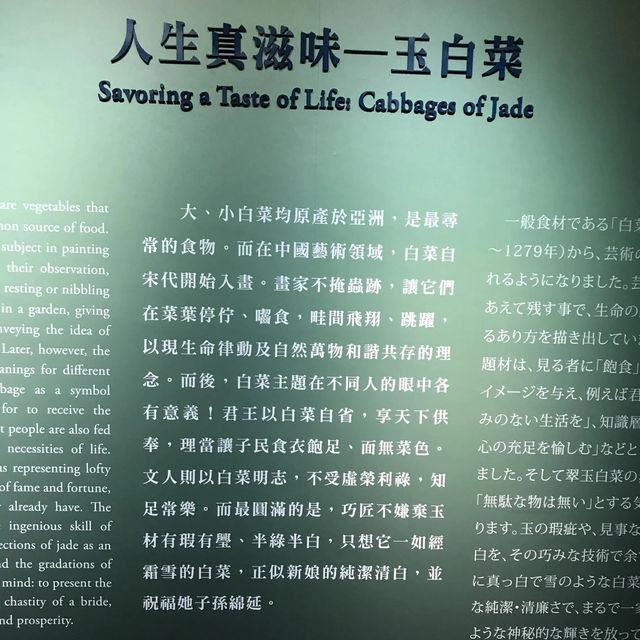 人生真滋味—玉白菜
Savoring a Taste of Life: Cabbages of Jade
are vegetables that
non source of food.
subject in painting
their observation,
resting or nibbling
in a garden, giving
nveying the idea of
Later, however, the
anings for different
bage as a symbol
for to receive the
t people are also fed
necessities of life.
as representing lofty
of fame and fortune,
already have. The
ingenious skill of
ections of jade as an
nd the gradations of
mind: to present the
chastity of a bride,
nd prosperity.
大、小白菜均原產於亞洲，是最尋
常的食物。而在中國藝術領域，白菜自
宋代開始入畫。畫家不掩蟲跡，讓它們
在菜葉停佇、囓食，畦間飛翔、跳躍，
以現生命律動及自然萬物和諧共存的理
念。而後，白菜主題在不同人的眼中各
有意義！君王以白菜自省，享天下供
奉，理當讓子民食衣飽足、面無菜色。
文人則以白菜明志，不受虛榮利祿，知
足常樂。而最圓滿的是，巧匠不嫌棄玉
材有瑕有璺、半綠半白，只想它一如經
霜雪的白菜，正似新娘的純潔清白，並
祝福她子孫綿延。
一般食材である「白菜
～1279年）から、芸術の
れるようになりました。芸
あえて残す事で、生命の
るあり方を描き出していま
題材は、見る者に「飽食」
イメージを与え、例えば君
みのない生活を」、知識層
心の充足を愉しむ」などと
ました。そして翠玉白菜の
「無駄な物は無い」とする
ります。玉の瑕疵や、見事な
白を、その巧みな技術で余
に真っ白で雪のような白菜
な純潔・清廉さで、まるで一
ような神秘的な輝きを放って